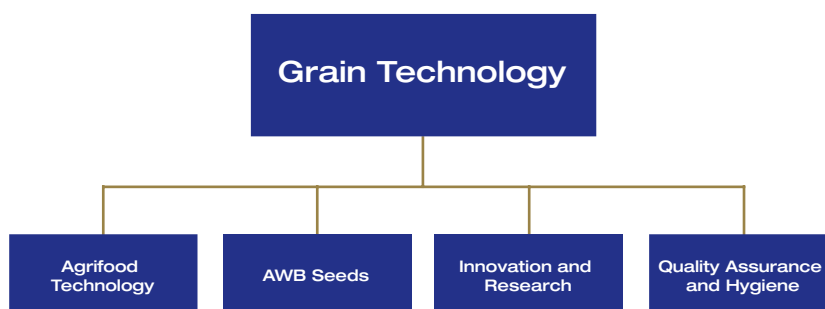 Grain Technology
Agrifood
Technology
AWB Seeds
Innovation and
Research
Quality Assurance
and Hygiene